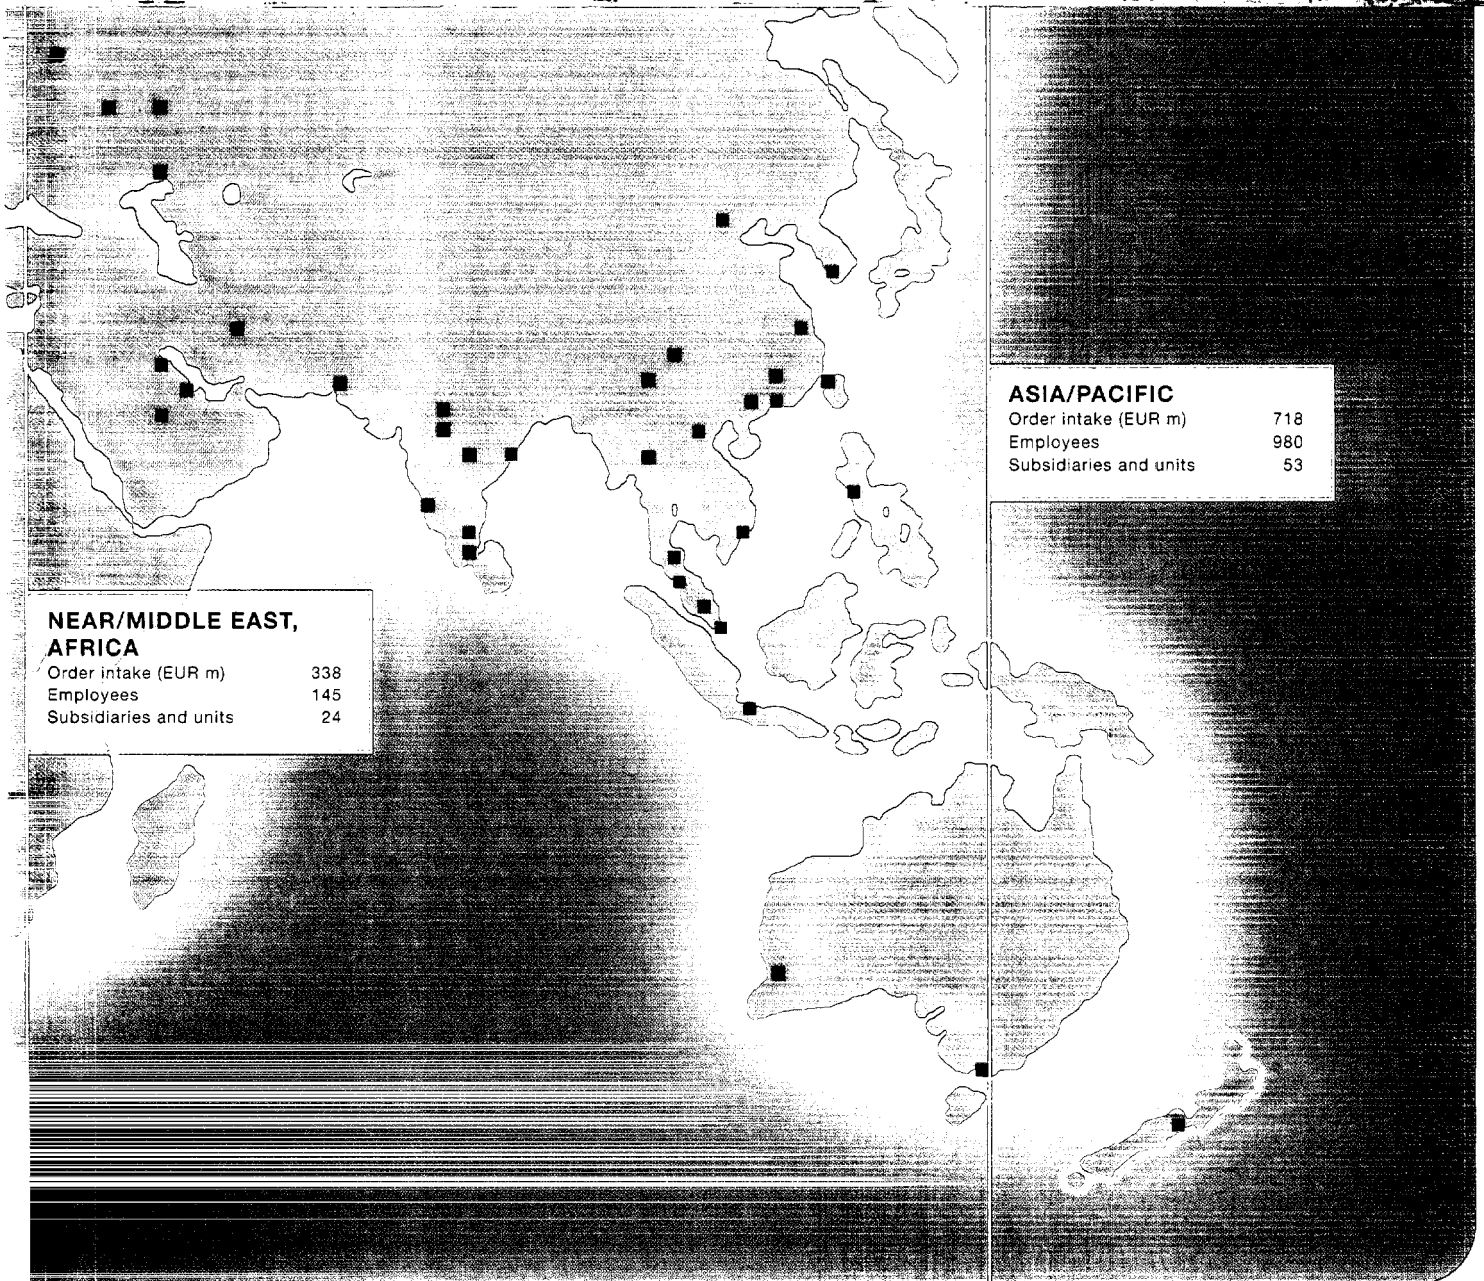 ASIA/PACIFIC
Order intake (EUR m) 718
Employees 980
Subsidiaries and units 53
NEAR/MIDDLE EAST,
AFRICA
Order intake (EUR m) 338
Employees 145
Subsidiaries and units 24